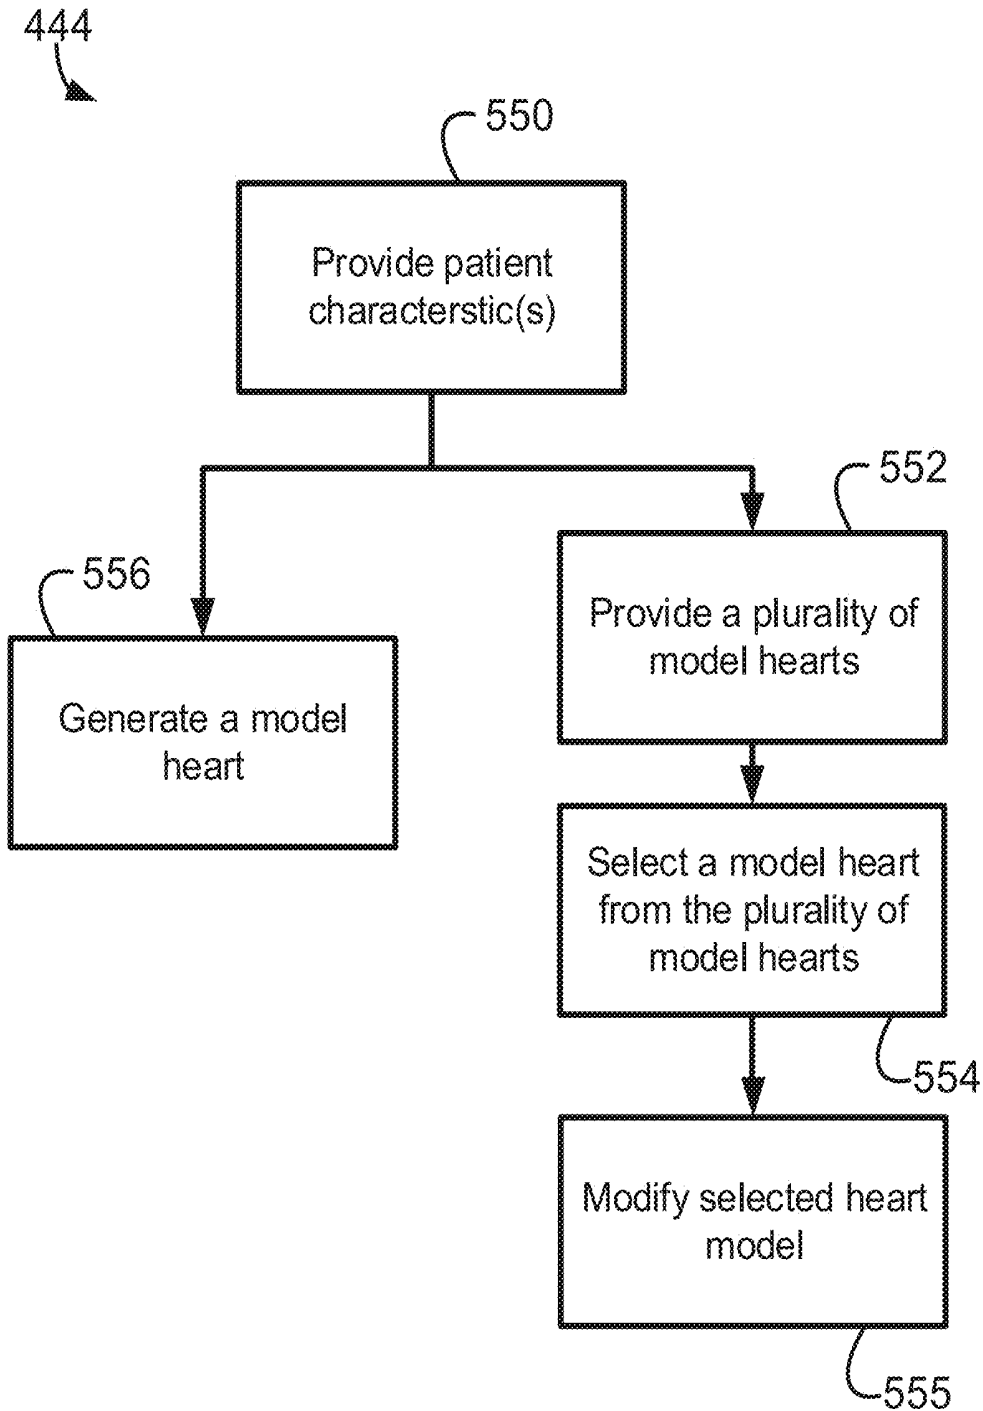 444
550
Provide patient
characterstic(s)
552
556
Provide a plurality of
model hearts
Generate a model
heart
Select a model heart
from the plurality of
model hearts
554
Modify selected heart
model
555